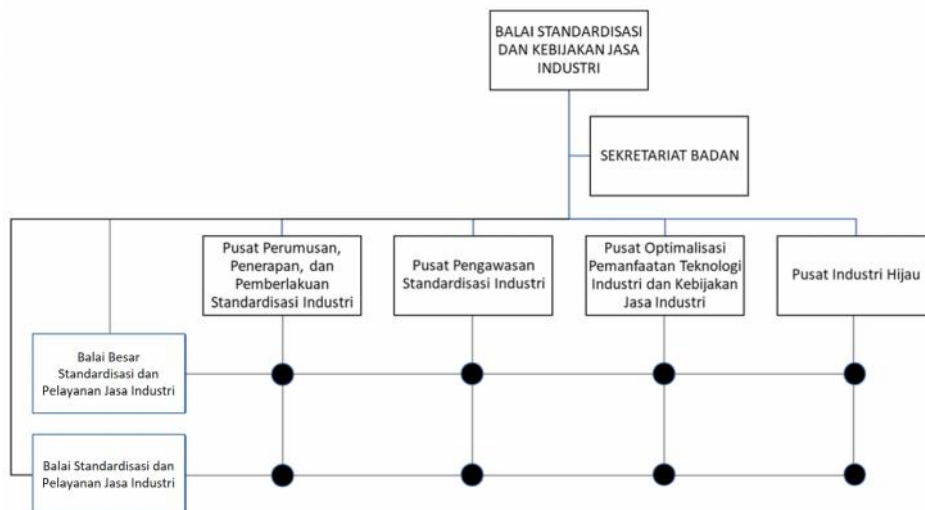 BALAI STANDARDISASI
DAN KEBIJAKAN JASA
INDUSTRI
SEKRETARIAT BADAN
Pusat Perumusan,
Penerapan, dan
Pemberlakuan
Standardisasi Industri
Pusat Pengawasan
Standardisasi Industri
Pusat Optimalisasi
Pemanfaatan Teknologi
Industri dan Kebijakan
Jasa Industri
Pusat Industri Hijau
Balai Besar
Standardisasi dan
Pelayanan Jasa Industri
Balai Standardisasi dan
Pelayanan Jasa Industri